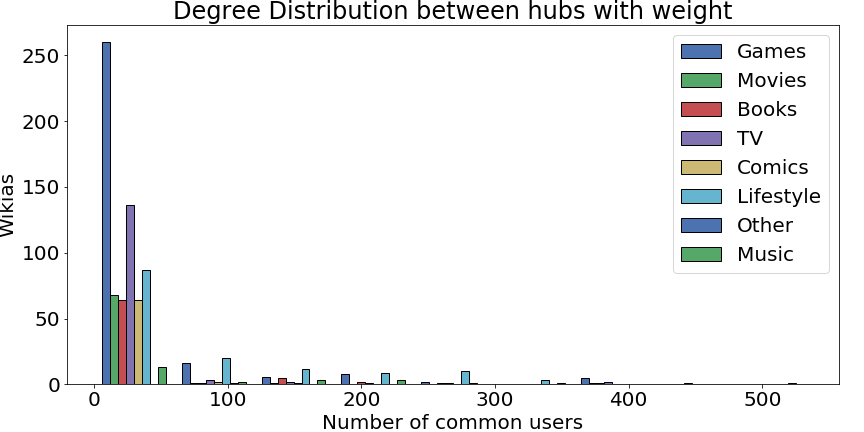 Degree Distribution between hubs with weight
Wikias
250
200
150
100
50
0
0 100 200 300 400 500
Number of common users
Games
Movies
Books
TV
Comics
Lifestyle
Other
Music